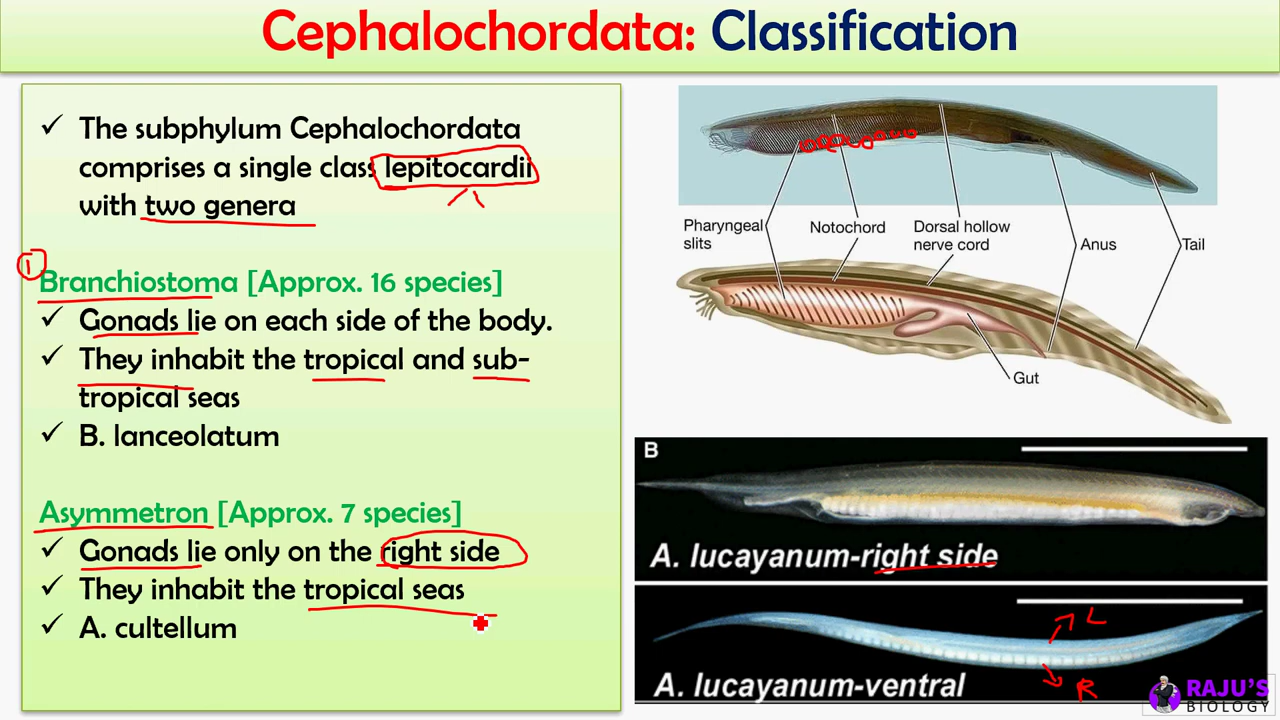 Cephalochordata: Classification
✓ The subphylum Cephalochordata
comprises a single class lepitocardii
with two genera
1
Branchiostoma [Approx. 16 species]
✓ Gonads lie on each side of the body.
✓ They inhabit the tropical and sub-
tropical seas
✓ B. lanceolatum
Asymmetron [Approx. 7 species]
✓ Gonads lie only on the right side
✓ They inhabit the tropical seas
✓ A. cultellum
Pharyngeal
slits
Notochord
Dorsal hollow
nerve cord
Anus
Tail
Gut
B
A. lucayanum-right side
L
R
A. lucayanum-ventral
RAJU'S
BIOLOGY